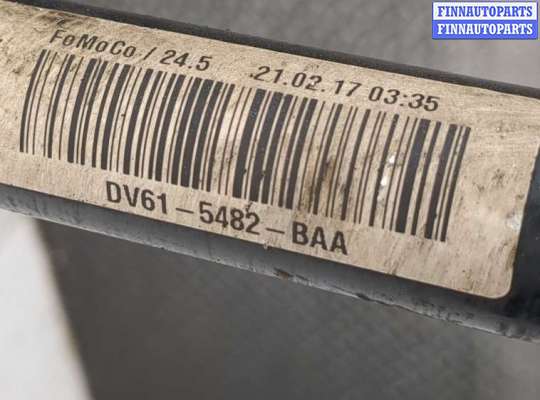 FINNAUTOPARTS
FINNAUTOPARTS
FoMoCo / 24.5 21.02.17 03:35
DV61-5482-BAA